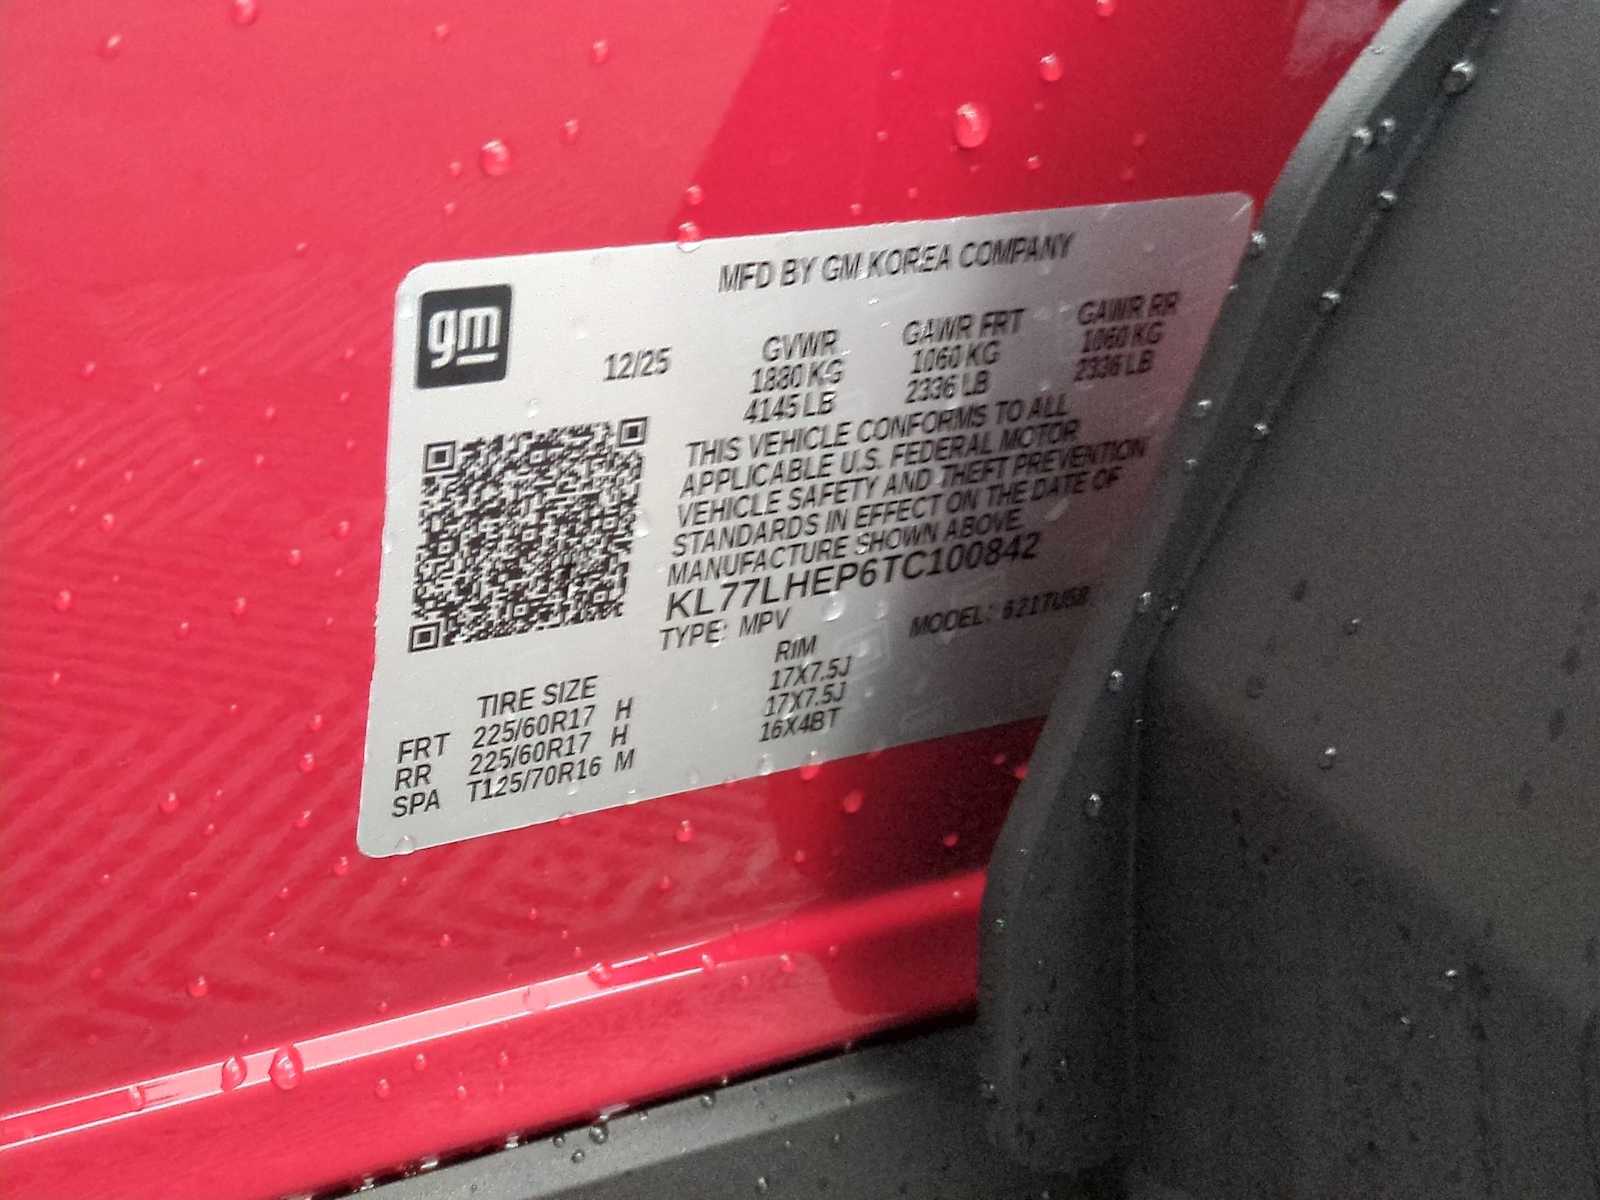 gm
MFD BY GM KOREA COMPANY
12/25
GVWR GAWR FRT GAWR RR
1880 KG 1060 KG 1060 KG
4145 LB 2336 LB 2336 LB
THIS VEHICLE CONFORMS TO ALL
APPLICABLE U.S. FEDERAL MOTOR
VEHICLE SAFETY AND THEFT PREVENTION
STANDARDS IN EFFECT ON THE DATE OF
MANUFACTURE SHOWN ABOVE
KL77LHEP6TC100842
TYPE: MPV MODEL: 621TU58
TIRE SIZE RIM
FRT 225/60R17 H 17X7.5J
RR 225/60R17 H 17X7.5J
SPA T125/70R16 M 16X4BT